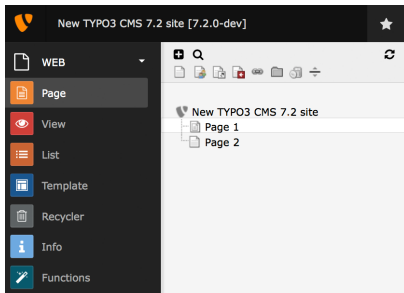 New TYPO3 CMS 7.2 site [7.2.0-dev]
WEB
Page
View
List
Template
Recycler
Info
Functions
New TYPO3 CMS 7.2 site
Page 1
Page 2